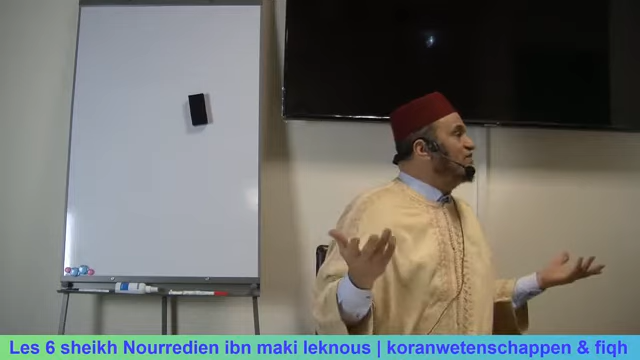 Les 6 sheikh Nourredien ibn maki leknous | koranwetenschappen & fiqh